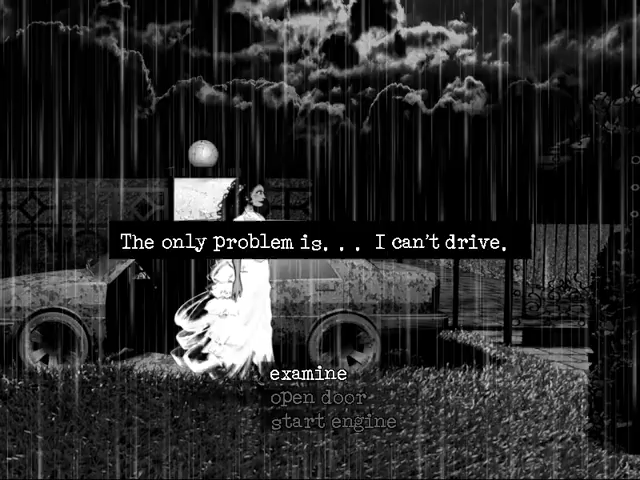 The only problem is. . . I can't drive.
examine
open door
start engine